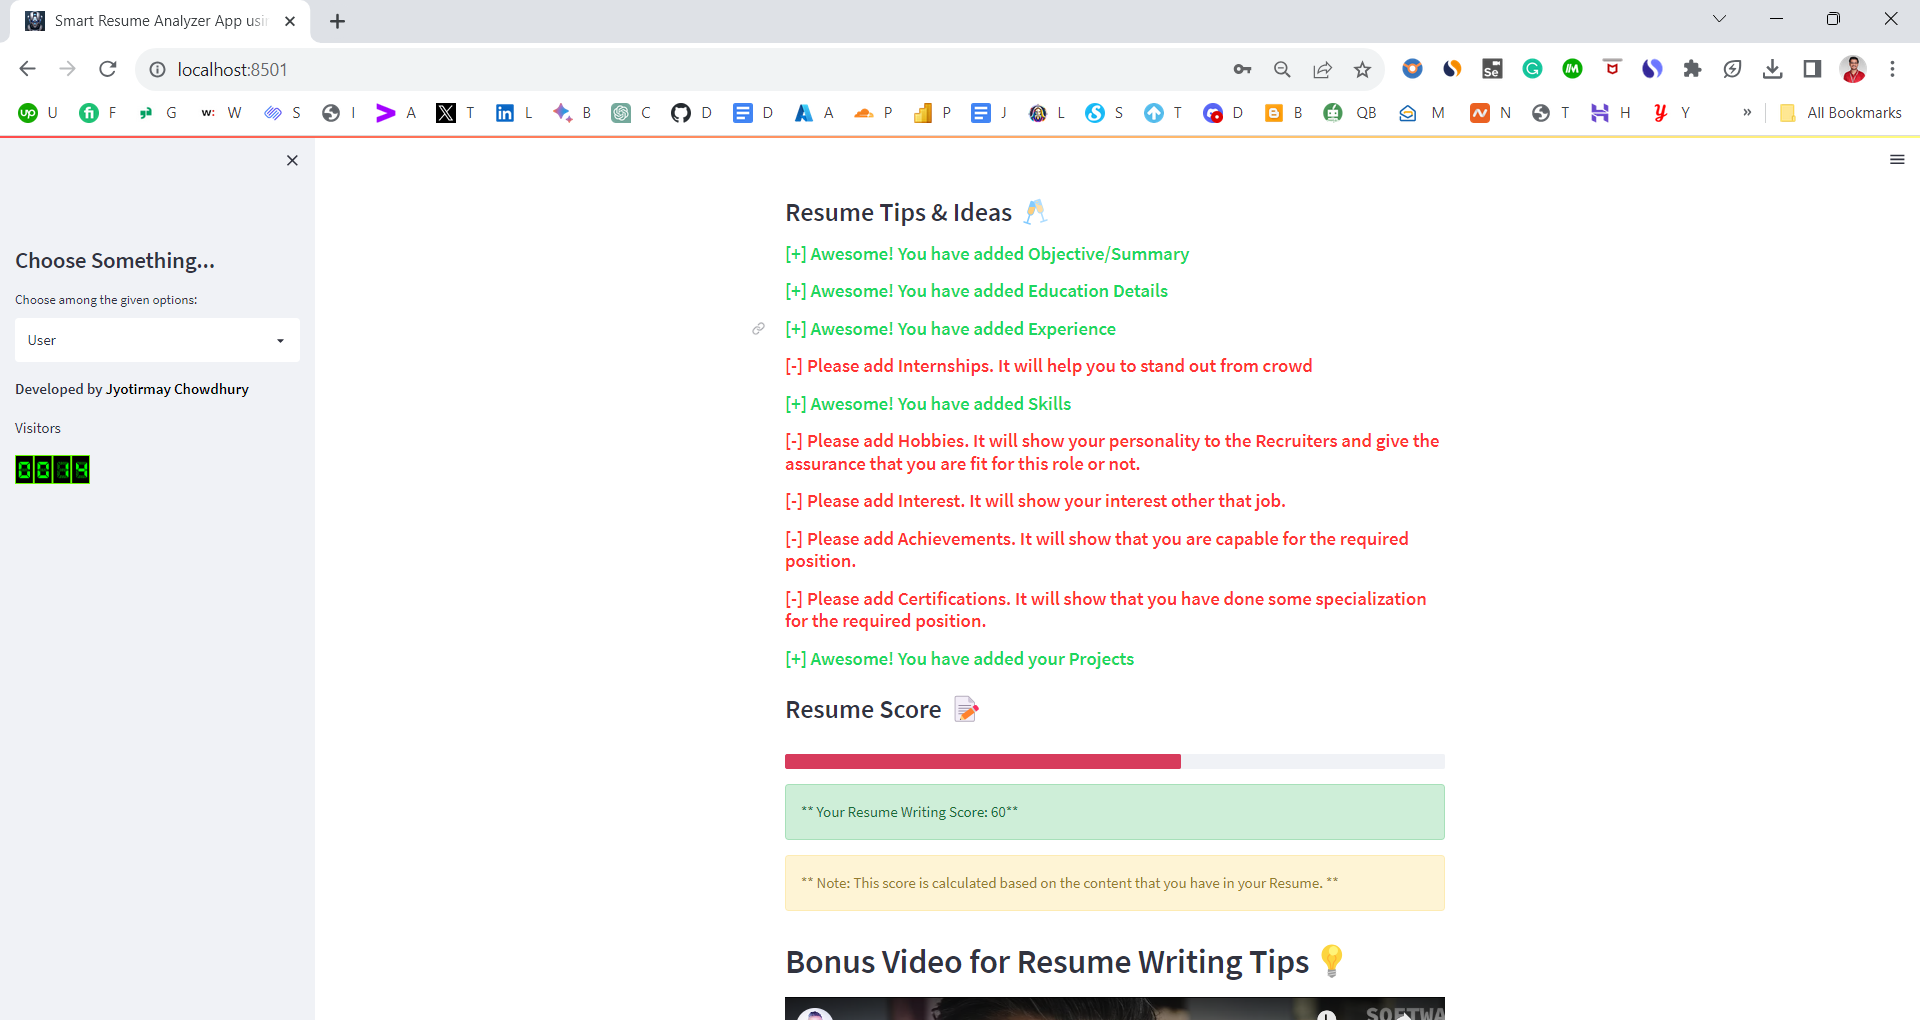 Smart Resume Analyzer App usi
localhost:8501
U F G W S I A T L B C D D A P P J L S T D B QB M N T H Y » All Bookmarks
Choose Something...
Choose among the given options:
User
Developed by Jyotirmay Chowdhury
Visitors
0014
Resume Tips & Ideas 🥂
[+] Awesome! You have added Objective/Summary
[+] Awesome! You have added Education Details
[+] Awesome! You have added Experience
[-] Please add Internships. It will help you to stand out from crowd
[+] Awesome! You have added Skills
[-] Please add Hobbies. It will show your personality to the Recruiters and give the
assurance that you are fit for this role or not.
[-] Please add Interest. It will show your interest other that job.
[-] Please add Achievements. It will show that you are capable for the required
position.
[-] Please add Certifications. It will show that you have done some specialization
for the required position.
[+] Awesome! You have added your Projects
Resume Score 📝
** Your Resume Writing Score: 60**
** Note: This score is calculated based on the content that you have in your Resume. **
Bonus Video for Resume Writing Tips 💡